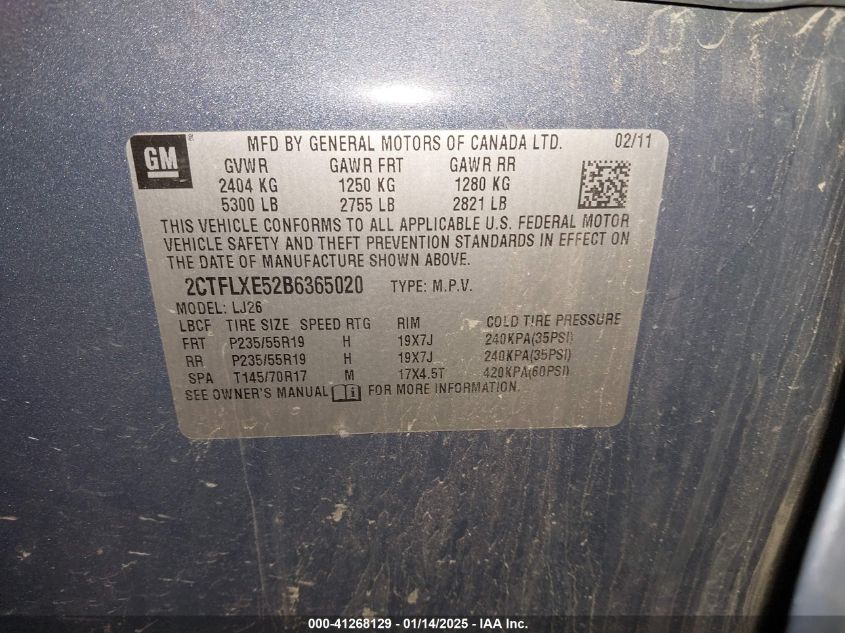 GM
MFD BY GENERAL MOTORS OF CANADA LTD. 02/11
GVWR GAWR FRT GAWR RR
2404 KG 1250 KG 1280 KG
5300 LB 2755 LB 2821 LB
THIS VEHICLE CONFORMS TO ALL APPLICABLE U.S. FEDERAL MOTOR
VEHICLE SAFETY AND THEFT PREVENTION STANDARDS IN EFFECT ON
THE DATE OF MANUFACTURE SHOWN ABOVE.
2CTFLXE52B6365020 TYPE: M.P.V.
MODEL: LJ26
LBCF TIRE SIZE SPEED RTG RIM COLD TIRE PRESSURE
FRT P235/55R19 H 19X7J 240KPA(35PSI)
RR P235/55R19 H 19X7J 240KPA(35PSI)
SPA T145/70R17 M 17X4.5T 420KPA(60PSI)
SEE OWNER'S MANUAL i FOR MORE INFORMATION.
000-41268129 - 01/14/2025 - IAA Inc.